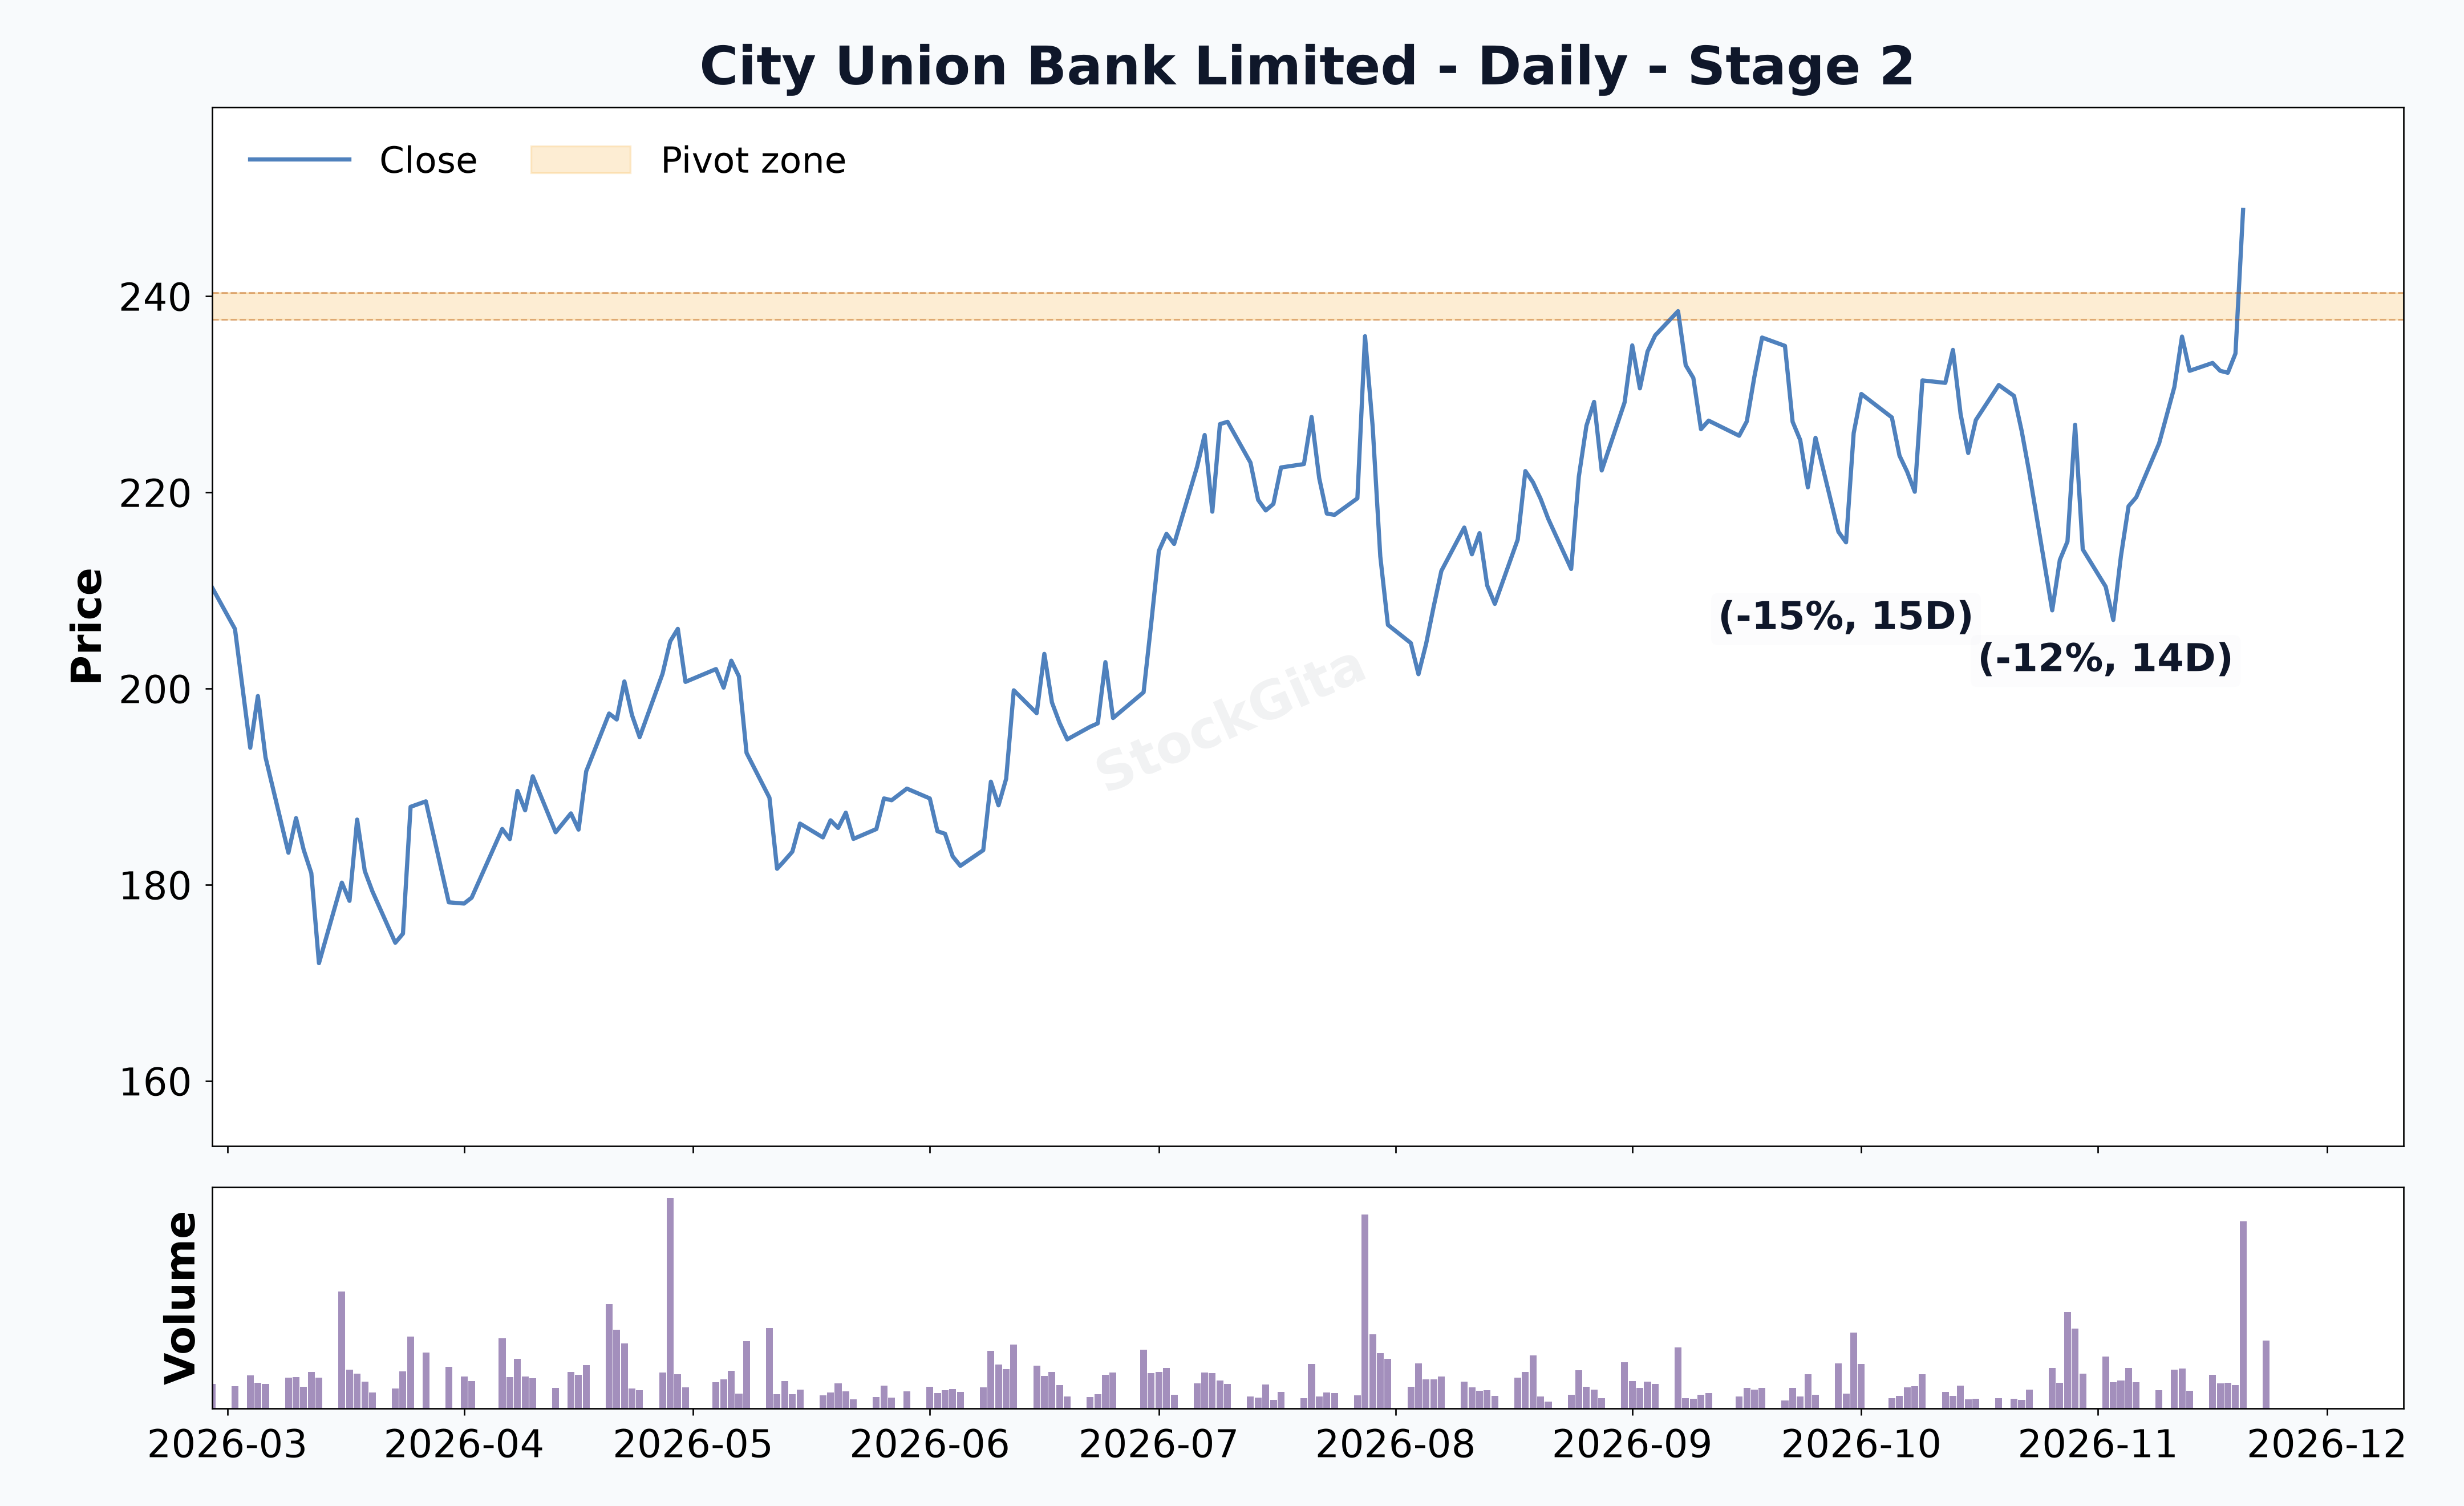 City Union Bank Limited - Daily - Stage 2
Close
Pivot zone
Price
240
220
200
180
160
(-15%, 15D)
(-12%, 14D)
StockGita
Volume
2026-03
2026-04
2026-05
2026-06
2026-07
2026-08
2026-09
2026-10
2026-11
2026-12